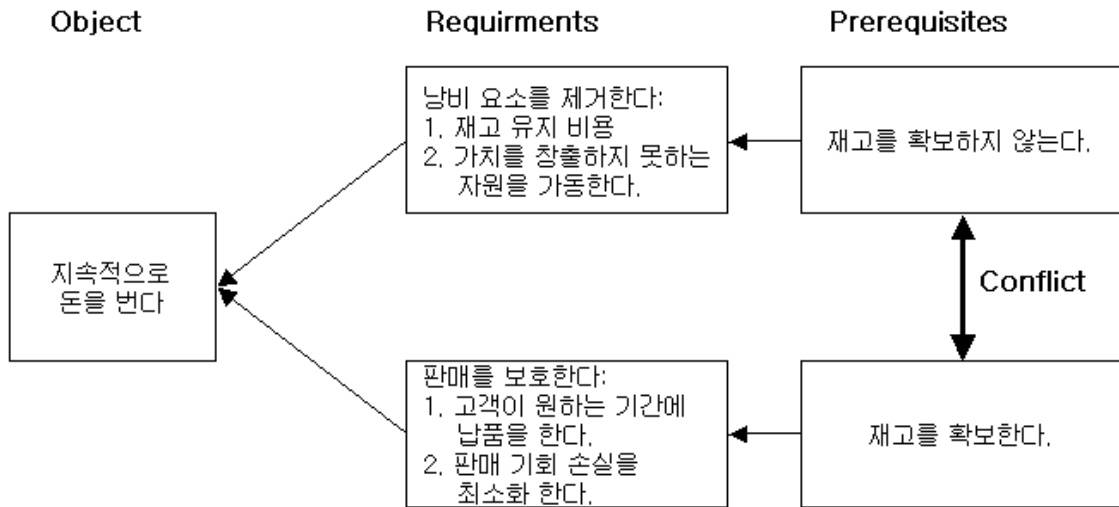 Object
Requirments
Prerequisites
낭비 요소를 제거한다:
1. 재고 유지 비용
2. 가치를 창출하지 못하는
자원을 가동한다.
재고를 확보하지 않는다.
지속적으로
돈을 번다
Conflict
판매를 보호한다:
1. 고객이 원하는 기간에
납품을 한다.
2. 판매 기회 손실을
최소화 한다.
재고를 확보한다.